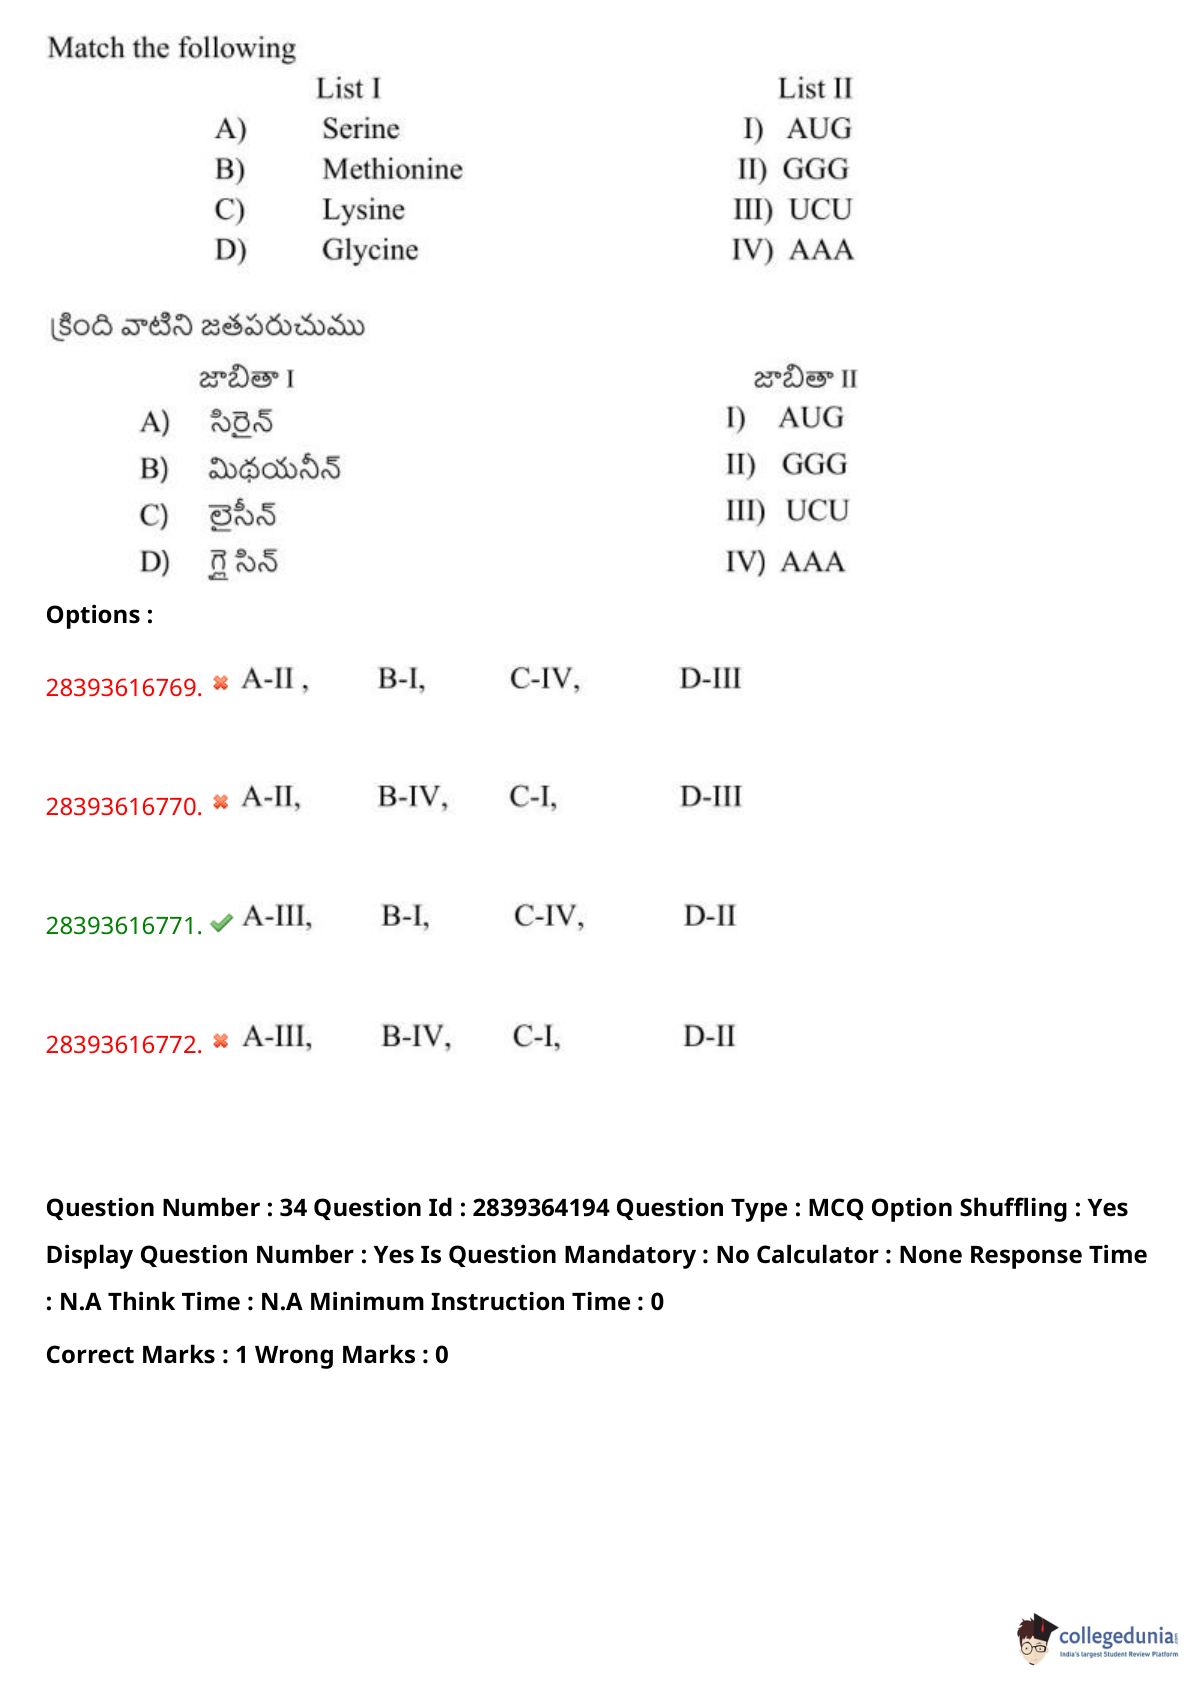 Match the following
List I List II
A) Serine I) AUG
B) Methionine II) GGG
C) Lysine III) UCU
D) Glycine IV) AAA
క్రింది వాటిని జతపరుచుము
జాబితా I జాబితా II
A) సిరైన్ I) AUG
B) మిథయనీన్ II) GGG
C) లైసీన్ III) UCU
D) గ్లైసిన్ IV) AAA
Options :
28393616769. A-II , B-I, C-IV, D-III
28393616770. A-II, B-IV, C-I, D-III
28393616771. A-III, B-I, C-IV, D-II
28393616772. A-III, B-IV, C-I, D-II
Question Number : 34 Question Id : 2839364194 Question Type : MCQ Option Shuffling : Yes
Display Question Number : Yes Is Question Mandatory : No Calculator : None Response Time
: N.A Think Time : N.A Minimum Instruction Time : 0
Correct Marks : 1 Wrong Marks : 0
collegedunia
India's largest Student Review Platform